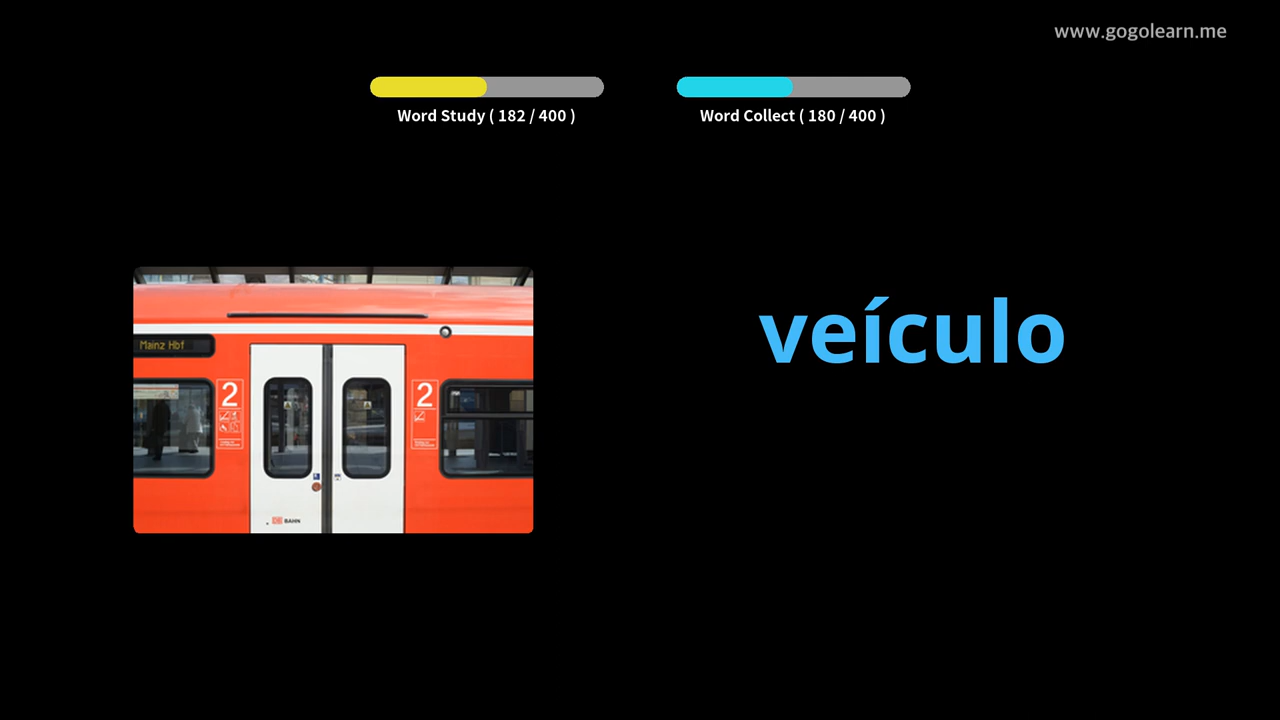 www.gogolearn.me
Word Study ( 182 / 400 )
Word Collect ( 180 / 400 )
veículo
Mainz Hbf
2
2
DB BAHN